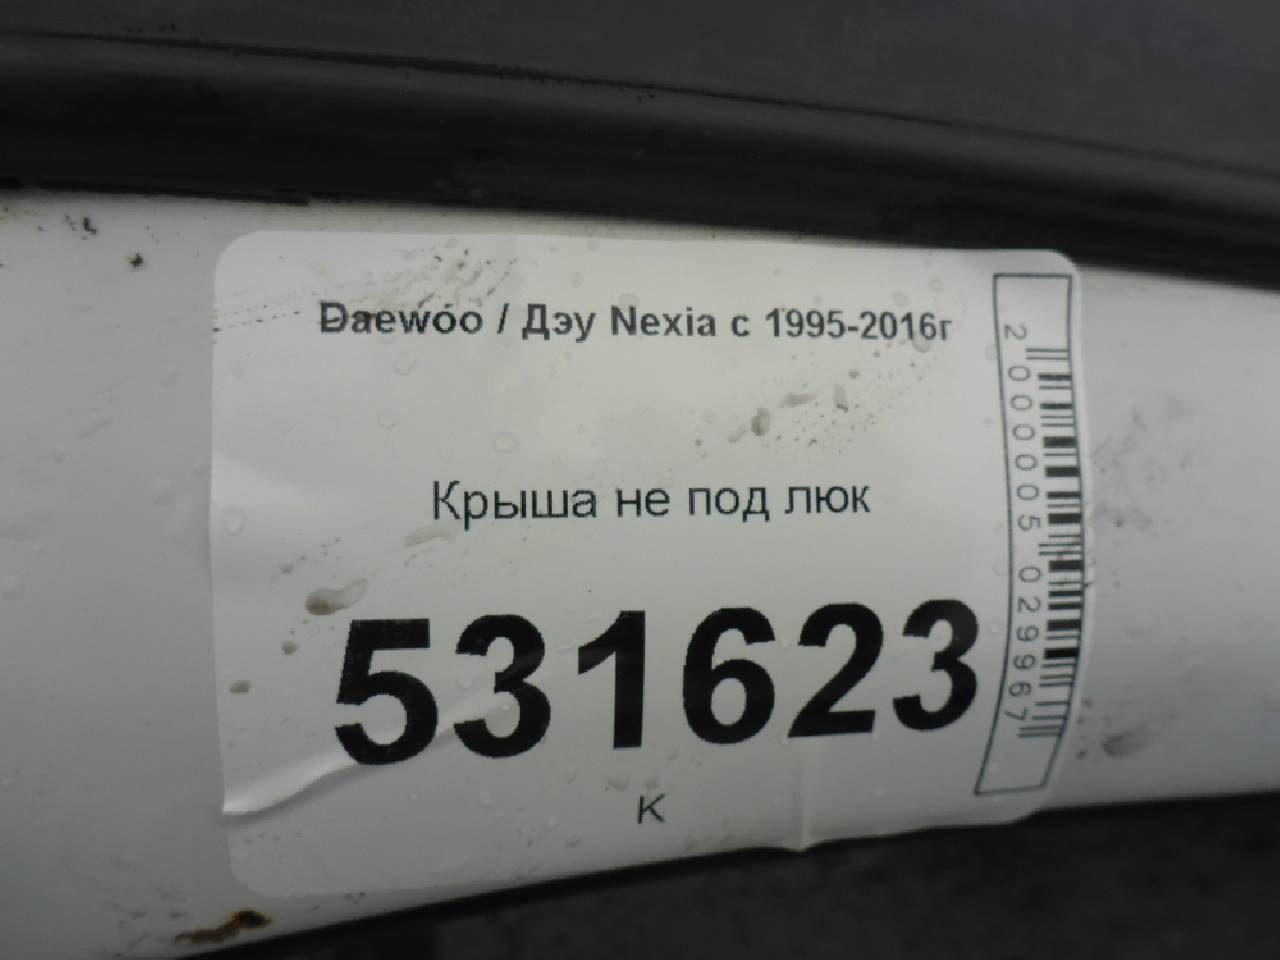 Daewoo / Дэу Nexia с 1995-2016г
Крыша не под люк
531623
К
2000005029967